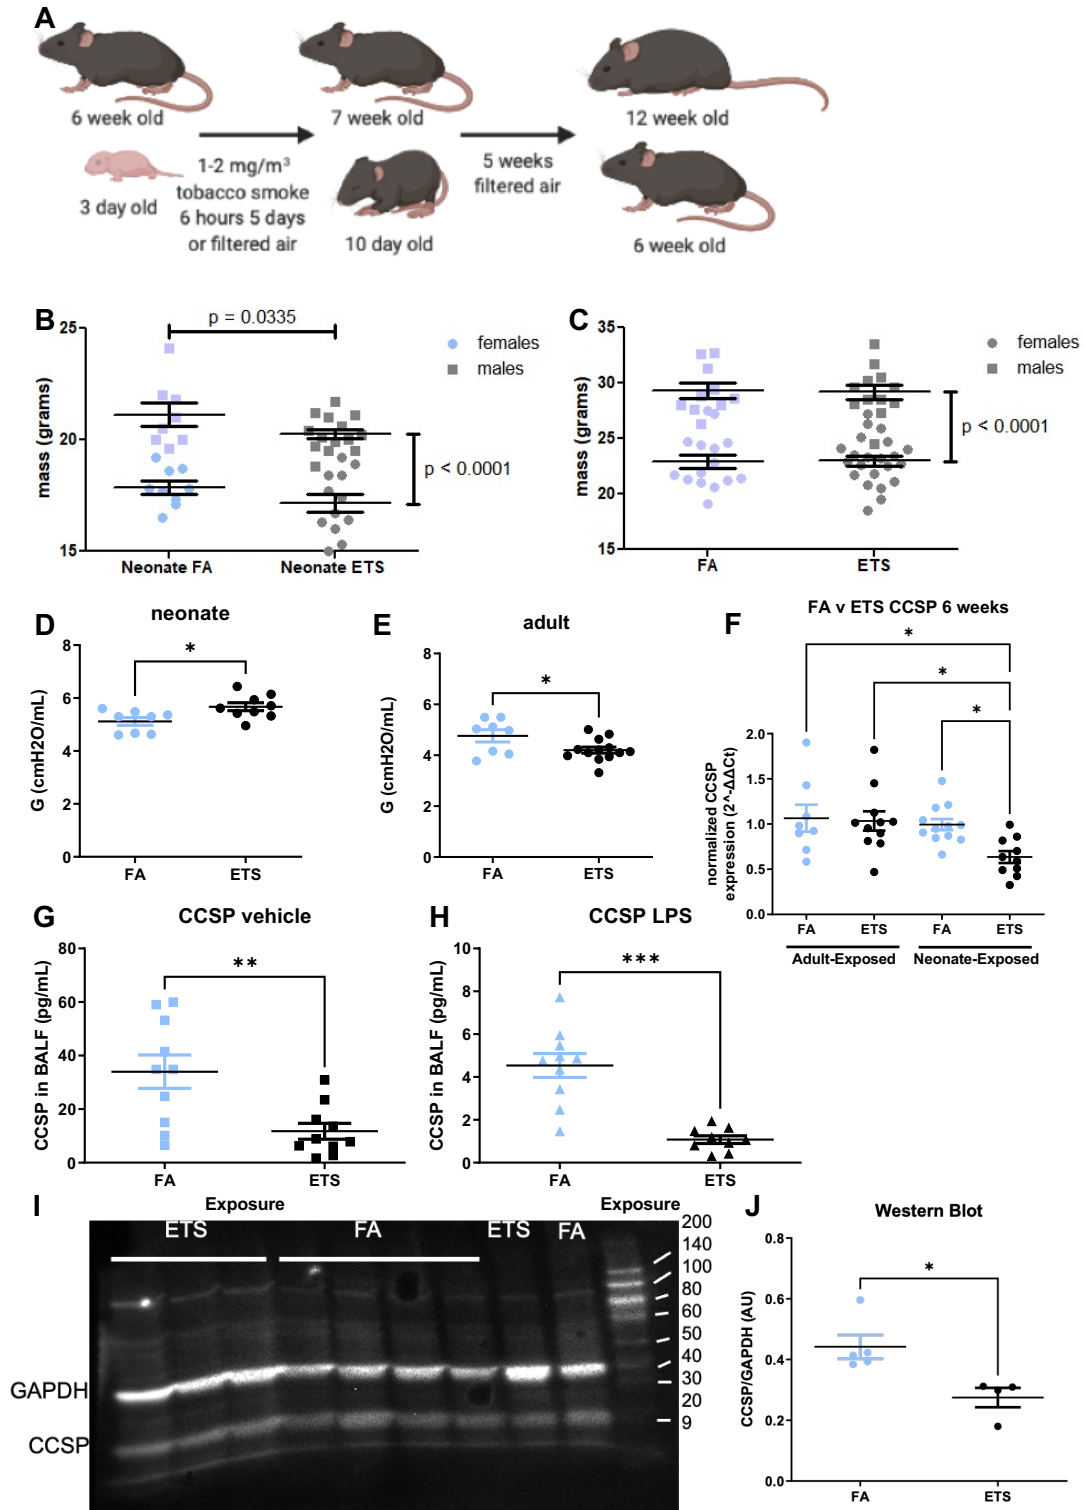 A
6 week old
7 week old
12 week old
3 day old
1-2 mg/m³
tobacco smoke
6 hours 5 days
or filtered air
10 day old
5 weeks
filtered air
6 week old
B
p = 0.0335
25
20
15
mass (grams)
females
males
p < 0.0001
Neonate FA
Neonate ETS
C
35
30
25
20
15
mass (grams)
females
males
p < 0.0001
FA
ETS
D
neonate
*
8
6
4
2
0
G (cmH2O/mL)
FA
ETS
E
adult
*
8
6
4
2
0
G (cmH2O/mL)
FA
ETS
F
FA v ETS CCSP 6 weeks
*
*
*
2.0
1.5
1.0
0.5
0.0
normalized CCSP
expression (2^-ΔΔCt)
FA
ETS
FA
ETS
Adult-Exposed
Neonate-Exposed
G
CCSP vehicle
**
80
60
40
20
0
CCSP in BALF (pg/mL)
FA
ETS
H
CCSP LPS
***
10
8
6
4
2
0
CCSP in BALF (pg/mL)
FA
ETS
I
Exposure
Exposure
ETS
FA
ETS
FA
200
140
100
80
60
50
40
30
20
9
GAPDH
CCSP
J
Western Blot
*
0.8
0.6
0.4
0.2
0.0
CCSP/GAPDH (AU)
FA
ETS